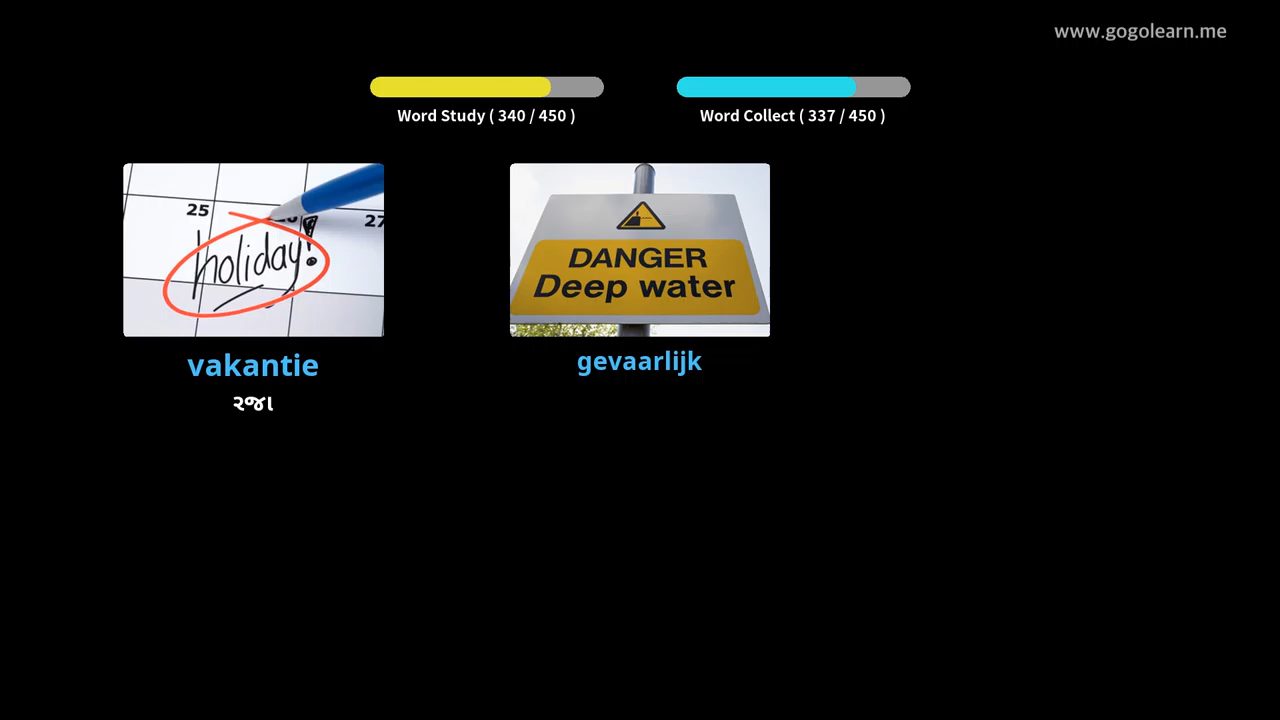 www.gogolearn.me
Word Study ( 340 / 450 )
Word Collect ( 337 / 450 )
25
27
holiday!
DANGER
Deep water
vakantie
gevaarlijk
રજા